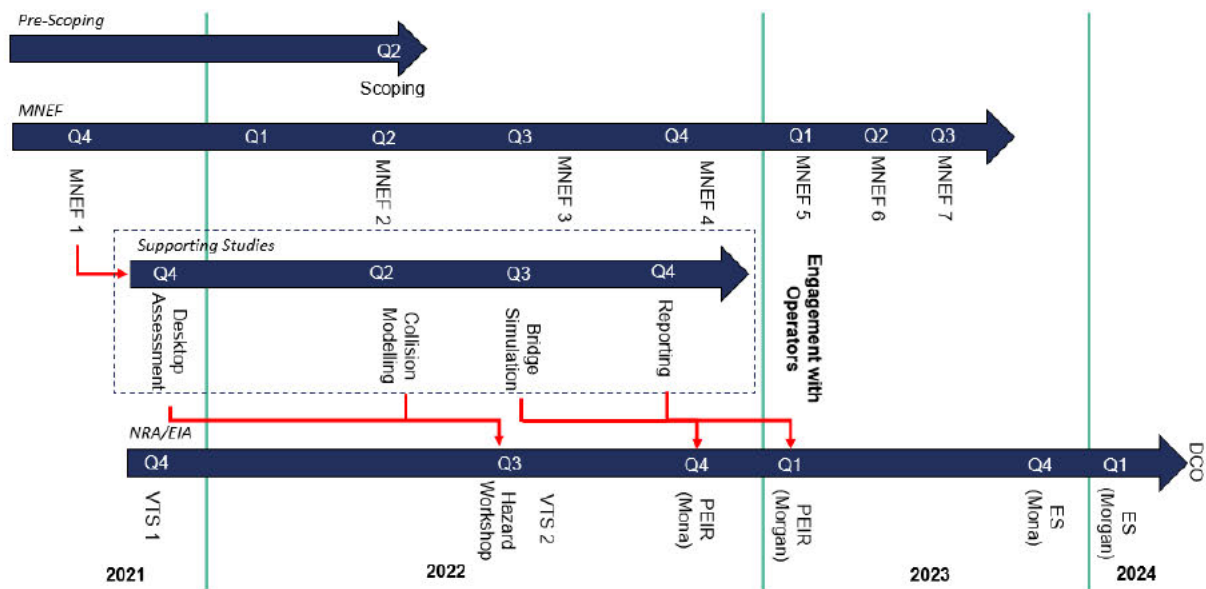 Pre-Scoping
Q2
Scoping
MNEF
Q4
Q1
Q2
Q3
Q4
Q1
Q2
Q3
MNEF 1
MNEF 2
MNEF 3
MNEF 4
MNEF 5
MNEF 6
MNEF 7
Supporting Studies
Q4
Q2
Q3
Q4
Desktop
Assessment
Collision
Modelling
Bridge
Simulation
Reporting
Engagement with
Operators
NRA/EIA
Q4
Q3
Q4
Q1
Q4
Q1
DCO
VTS 1
Hazard
Workshop
VTS 2
PEIR
(Mona)
PEIR
(Morgan)
ES
(Mona)
ES
(Morgan)
2021
2022
2023
2024